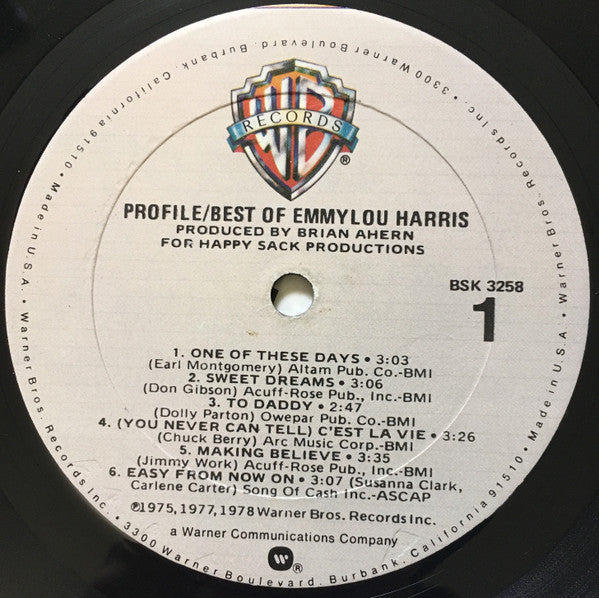 WB
RECORDS
®
PROFILE/BEST OF EMMYLOU HARRIS
PRODUCED BY BRIAN AHERN
FOR HAPPY SACK PRODUCTIONS
BSK 3258
1
1. ONE OF THESE DAYS • 3:03
(Earl Montgomery) Altam Pub. Co.-BMI
2. SWEET DREAMS • 3:06
(Don Gibson) Acuff-Rose Pub., Inc.-BMI
3. TO DADDY • 2:47
(Dolly Parton) Owepar Pub. Co.-BMI
4. (YOU NEVER CAN TELL) C'EST LA VIE • 3:26
(Chuck Berry) Arc Music Corp.-BMI
5. MAKING BELIEVE • 3:35
(Jimmy Work) Acuff-Rose Pub., Inc.-BMI
6. EASY FROM NOW ON • 3:07 (Susanna Clark,
Carlene Carter) Song Of Cash Inc.-ASCAP
℗1975,1977,1978 Warner Bros. Records Inc.
a Warner Communications Company
W ®
Made in U.S.A. • Warner Bros. Records Inc. • 3300 Warner Boulevard, Burbank, California 91510 • Made in U.S.A. • Warner Bros. Records Inc. • 3300 Warner Boulevard, Burbank, California 91510 •